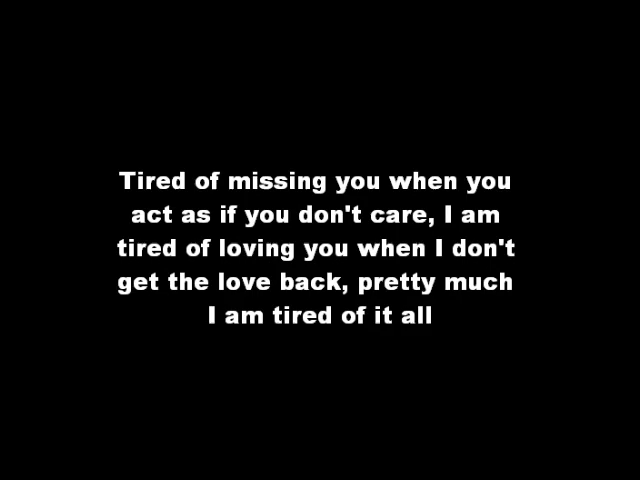 Tired of missing you when you
act as if you don't care, I am
tired of loving you when I don't
get the love back, pretty much
I am tired of it all